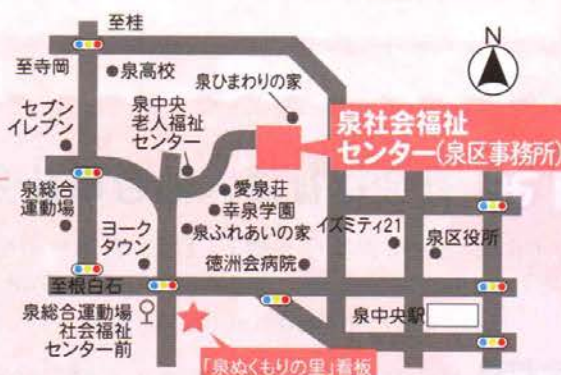 至桂
N
至寺岡
泉高校
泉ひまわりの家
セブン
イレブン
泉中央
老人福祉
センター
泉社会福祉
センター(泉区事務所)
泉総合
運動場
愛泉荘
幸泉学園
泉ふれあいの家
ヨーク
タウン
イズミティ21
泉区役所
徳洲会病院
至根白石
泉総合運動場
社会福祉
センター前
泉中央駅
「泉ぬくもりの里」看板